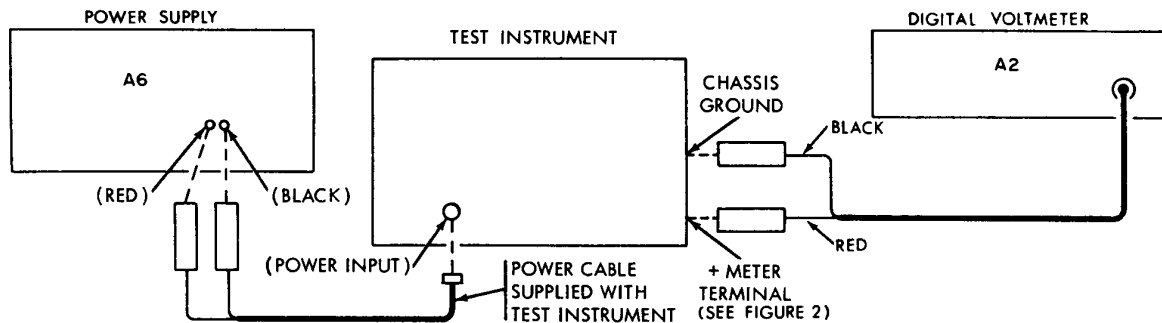 POWER SUPPLY
A6
(RED)
(BLACK)
TEST INSTRUMENT
(POWER INPUT)
POWER CABLE
SUPPLIED WITH
TEST INSTRUMENT
CHASSIS
GROUND
BLACK
RED
+ METER
TERMINAL
(SEE FIGURE 2)
DIGITAL VOLTMETER
A2